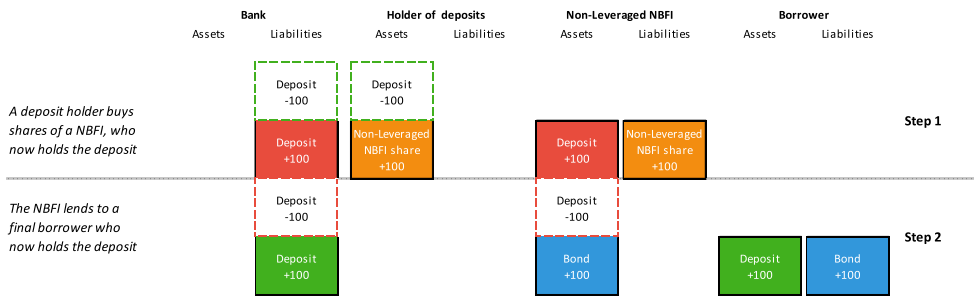 Bank Holder of deposits Non-Leveraged NBFI Borrower
Assets Liabilities Assets Liabilities Assets Liabilities Assets Liabilities
A deposit holder buys
shares of a NBFI, who
now holds the deposit
Deposit
-100
Deposit
-100
Deposit
+100
Non-Leveraged
NBFI share
+100
Deposit
+100
Non-Leveraged
NBFI share
+100
Step 1
The NBFI lends to a
final borrower who
now holds the deposit
Deposit
-100
Deposit
-100
Deposit
+100
Bond
+100
Deposit
+100
Bond
+100
Step 2